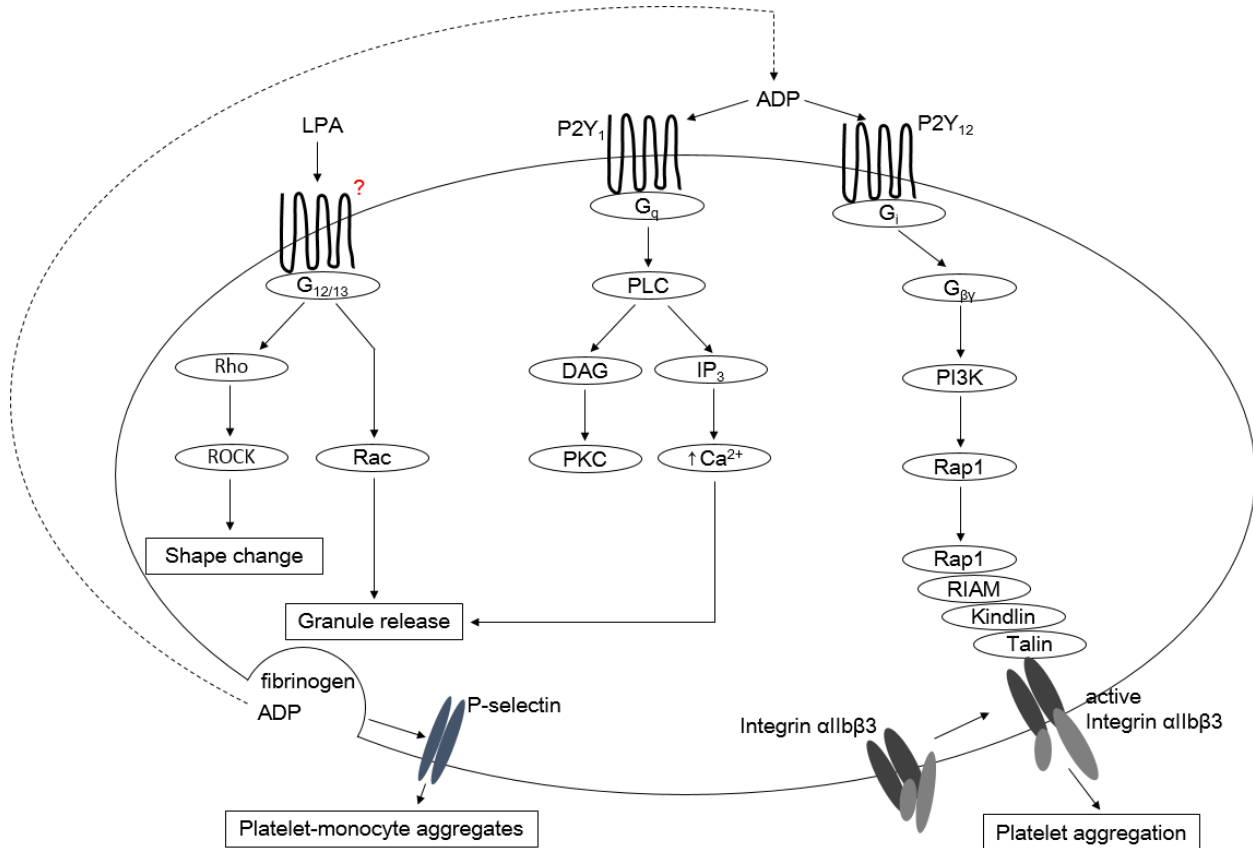 ADP
LPA
P2Y₁
P2Y₁₂
?
G₁₂/₁₃
Gq
Gi
PLC
Gβγ
Rho
DAG
IP₃
PI3K
ROCK
Rac
PKC
↑Ca²⁺
Rap1
Shape change
Rap1
RIAM
Granule release
Kindlin
Talin
fibrinogen
ADP
P-selectin
Integrin αIIbβ3
active
Integrin αIIbβ3
Platelet-monocyte aggregates
Platelet aggregation